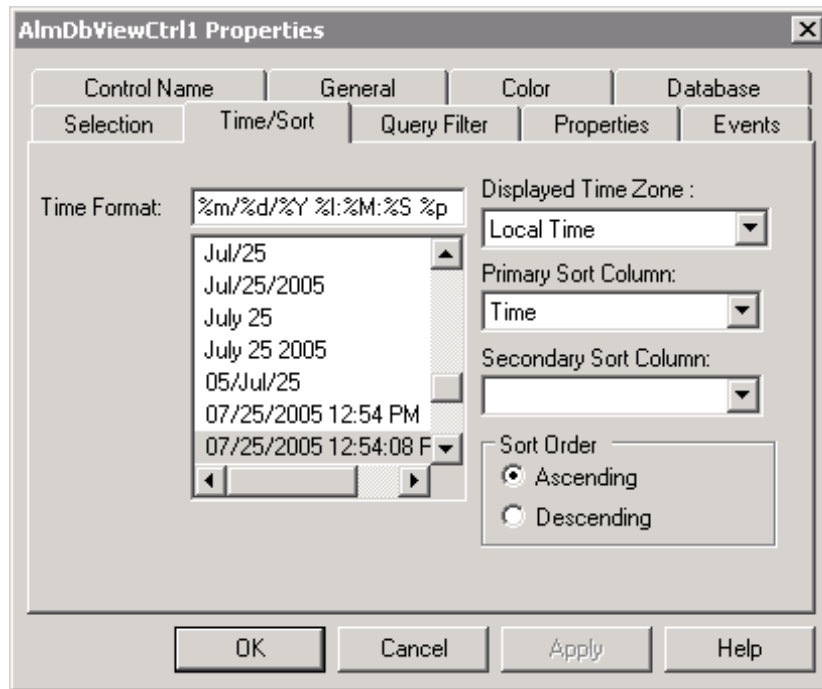 AlmDbViewCtrl1 Properties
Control Name General Color Database
Selection Time/Sort Query Filter Properties Events
Time Format:
%m/%d/%Y %I:%M:%S %p
Jul/25
Jul/25/2005
July 25
July 25 2005
05/Jul/25
07/25/2005 12:54 PM
07/25/2005 12:54:08
Displayed Time Zone :
Local Time
Primary Sort Column:
Time
Secondary Sort Column:
Sort Order
Ascending
Descending
OK Cancel Apply Help